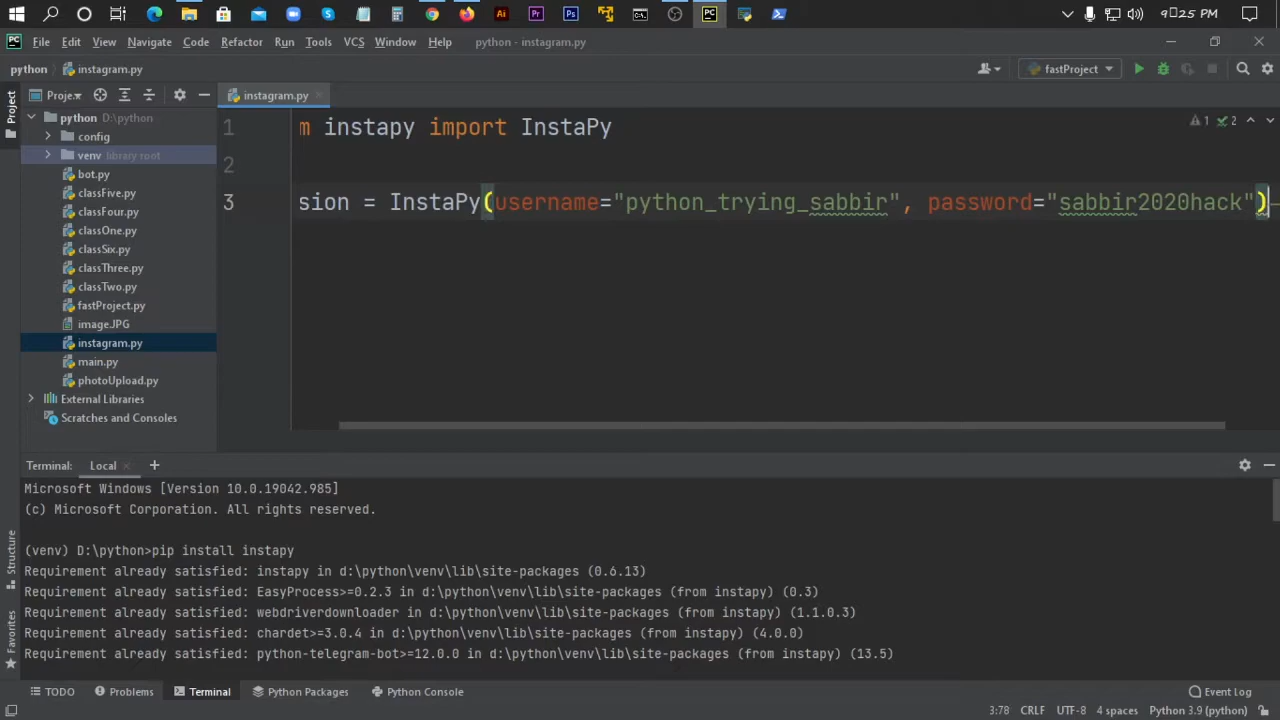 9:25 PM
File Edit View Navigate Code Refactor Run Tools VCS Window Help python - instagram.py
python instagram.py fastProject
Project
Proje... instagram.py
python D:\python
config
venv library root
bot.py
classFive.py
classFour.py
classOne.py
classSix.py
classThree.py
classTwo.py
fastProject.py
image.JPG
instagram.py
main.py
photoUpload.py
External Libraries
Scratches and Consoles
1 m instapy import InstaPy
1 2
2
3 sion = InstaPy(username="python_trying_sabbir", password="sabbir2020hack")
Terminal: Local
Microsoft Windows [Version 10.0.19042.985]
(c) Microsoft Corporation. All rights reserved.
(venv) D:\python>pip install instapy
Requirement already satisfied: instapy in d:\python\venv\lib\site-packages (0.6.13)
Requirement already satisfied: EasyProcess>=0.2.3 in d:\python\venv\lib\site-packages (from instapy) (0.3)
Requirement already satisfied: webdriverdownloader in d:\python\venv\lib\site-packages (from instapy) (1.1.0.3)
Requirement already satisfied: chardet>=3.0.4 in d:\python\venv\lib\site-packages (from instapy) (4.0.0)
Requirement already satisfied: python-telegram-bot>=12.0.0 in d:\python\venv\lib\site-packages (from instapy) (13.5)
Structure
Favorites
TODO Problems Terminal Python Packages Python Console Event Log
3:78 CRLF UTF-8 4 spaces Python 3.9 (python)